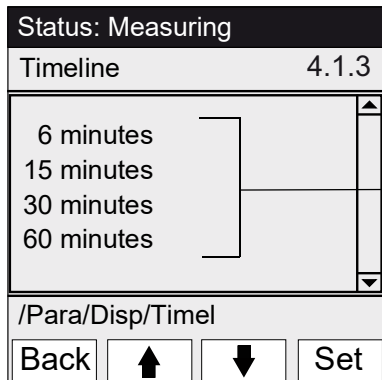 Status: Measuring
Timeline 4.1.3
6 minutes
15 minutes
30 minutes
60 minutes
/Para/Disp/Timel
Back Set